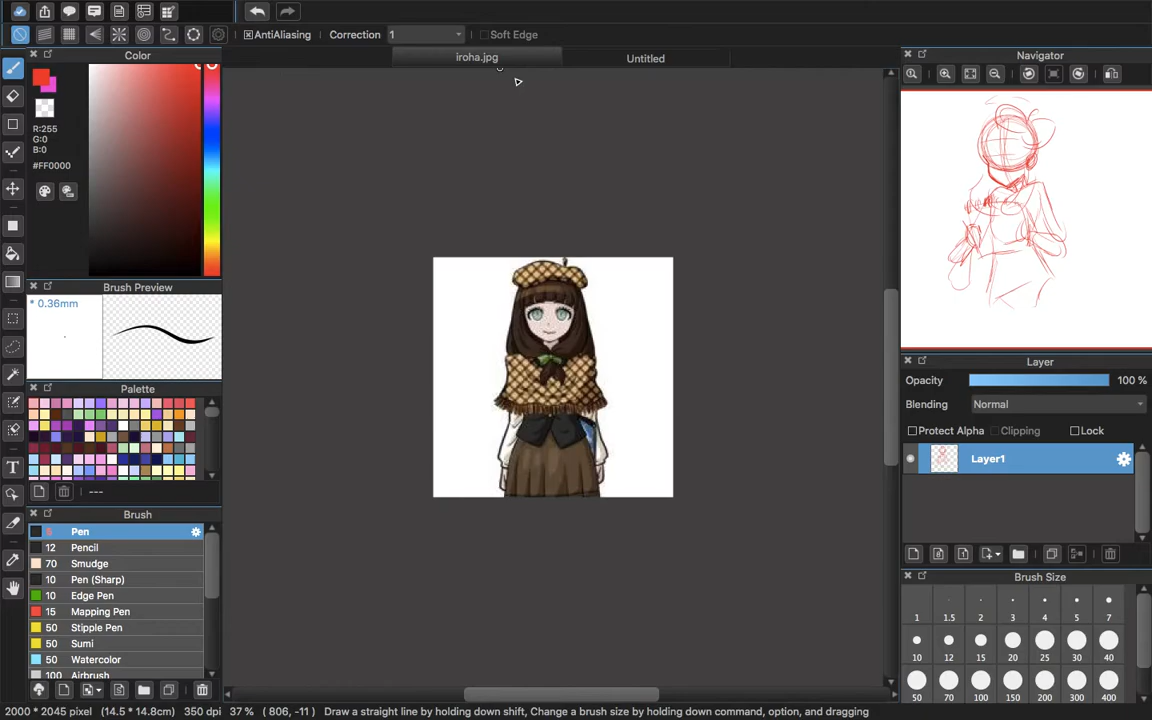 AntiAliasing Correction 1 Soft Edge
Color
iroha.jpg Untitled
Navigator
R:255
G:0
B:0
#FF0000
Brush Preview
* 0.36mm
Layer
Opacity 100 %
Blending Normal
Protect Alpha Clipping Lock
Layer1
Palette
---
Brush
Pen
12 Pencil
70 Smudge
10 Pen (Sharp)
10 Edge Pen
15 Mapping Pen
50 Stipple Pen
50 Sumi
50 Watercolor
100 Airbrush
Brush Size
1 1.5 2 3 4 5 7
10 12 15 20 25 30 40
50 70 100 150 200 300 400
2000 * 2045 pixel (14.5 * 14.8cm) 350 dpi 37 % ( 806, -11 ) Draw a straight line by holding down shift, Change a brush size by holding down command, option, and dragging